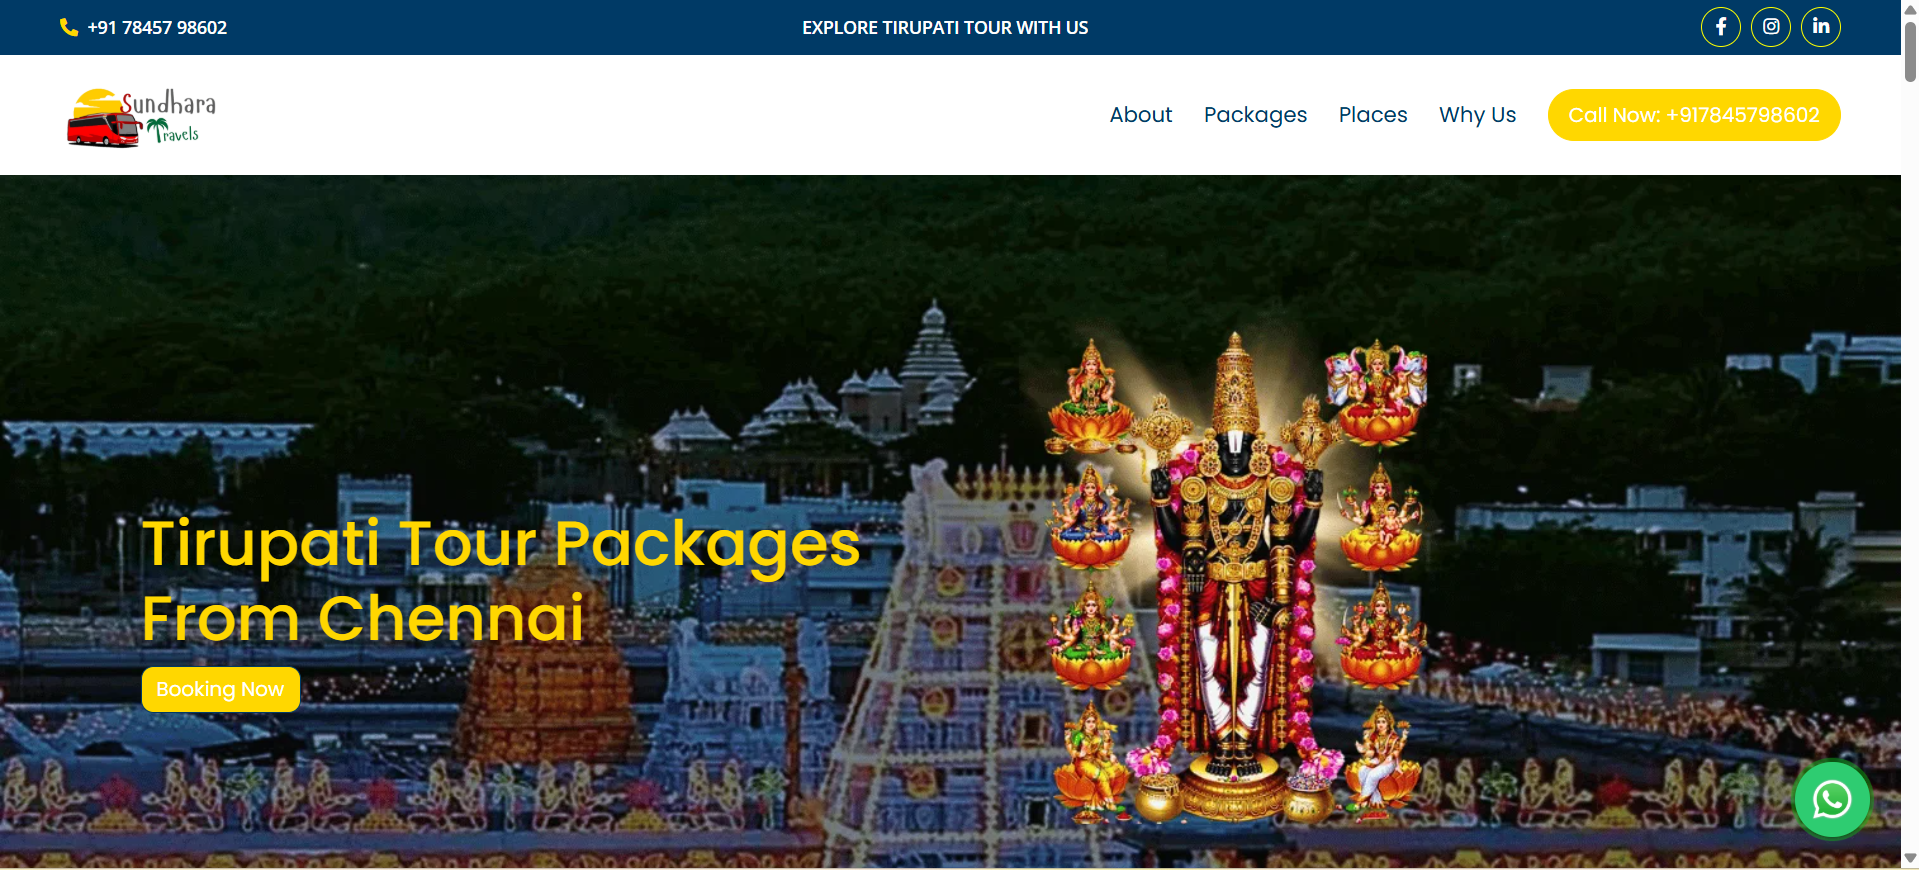 +91 78457 98602
EXPLORE TIRUPATI TOUR WITH US
Sundhara
Travels
About
Packages
Places
Why Us
Call Now: +917845798602
Tirupati Tour Packages
From Chennai
Booking Now